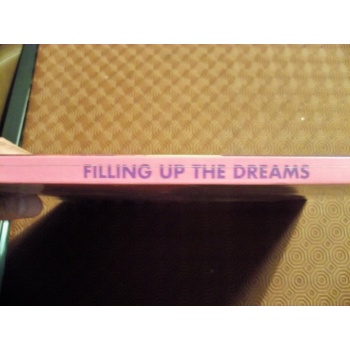 FILLING UP THE DREAMS